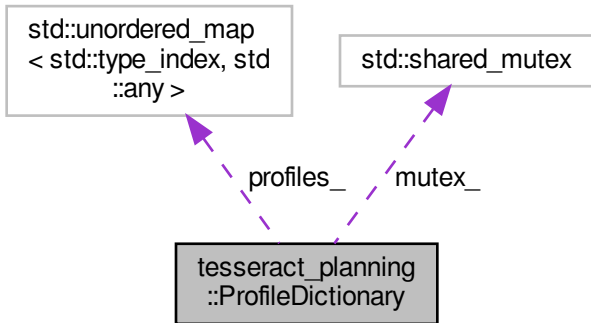 std::unordered_map
< std::type_index, std
::any >
std::shared_mutex
profiles_
mutex_
tesseract_planning
::ProfileDictionary